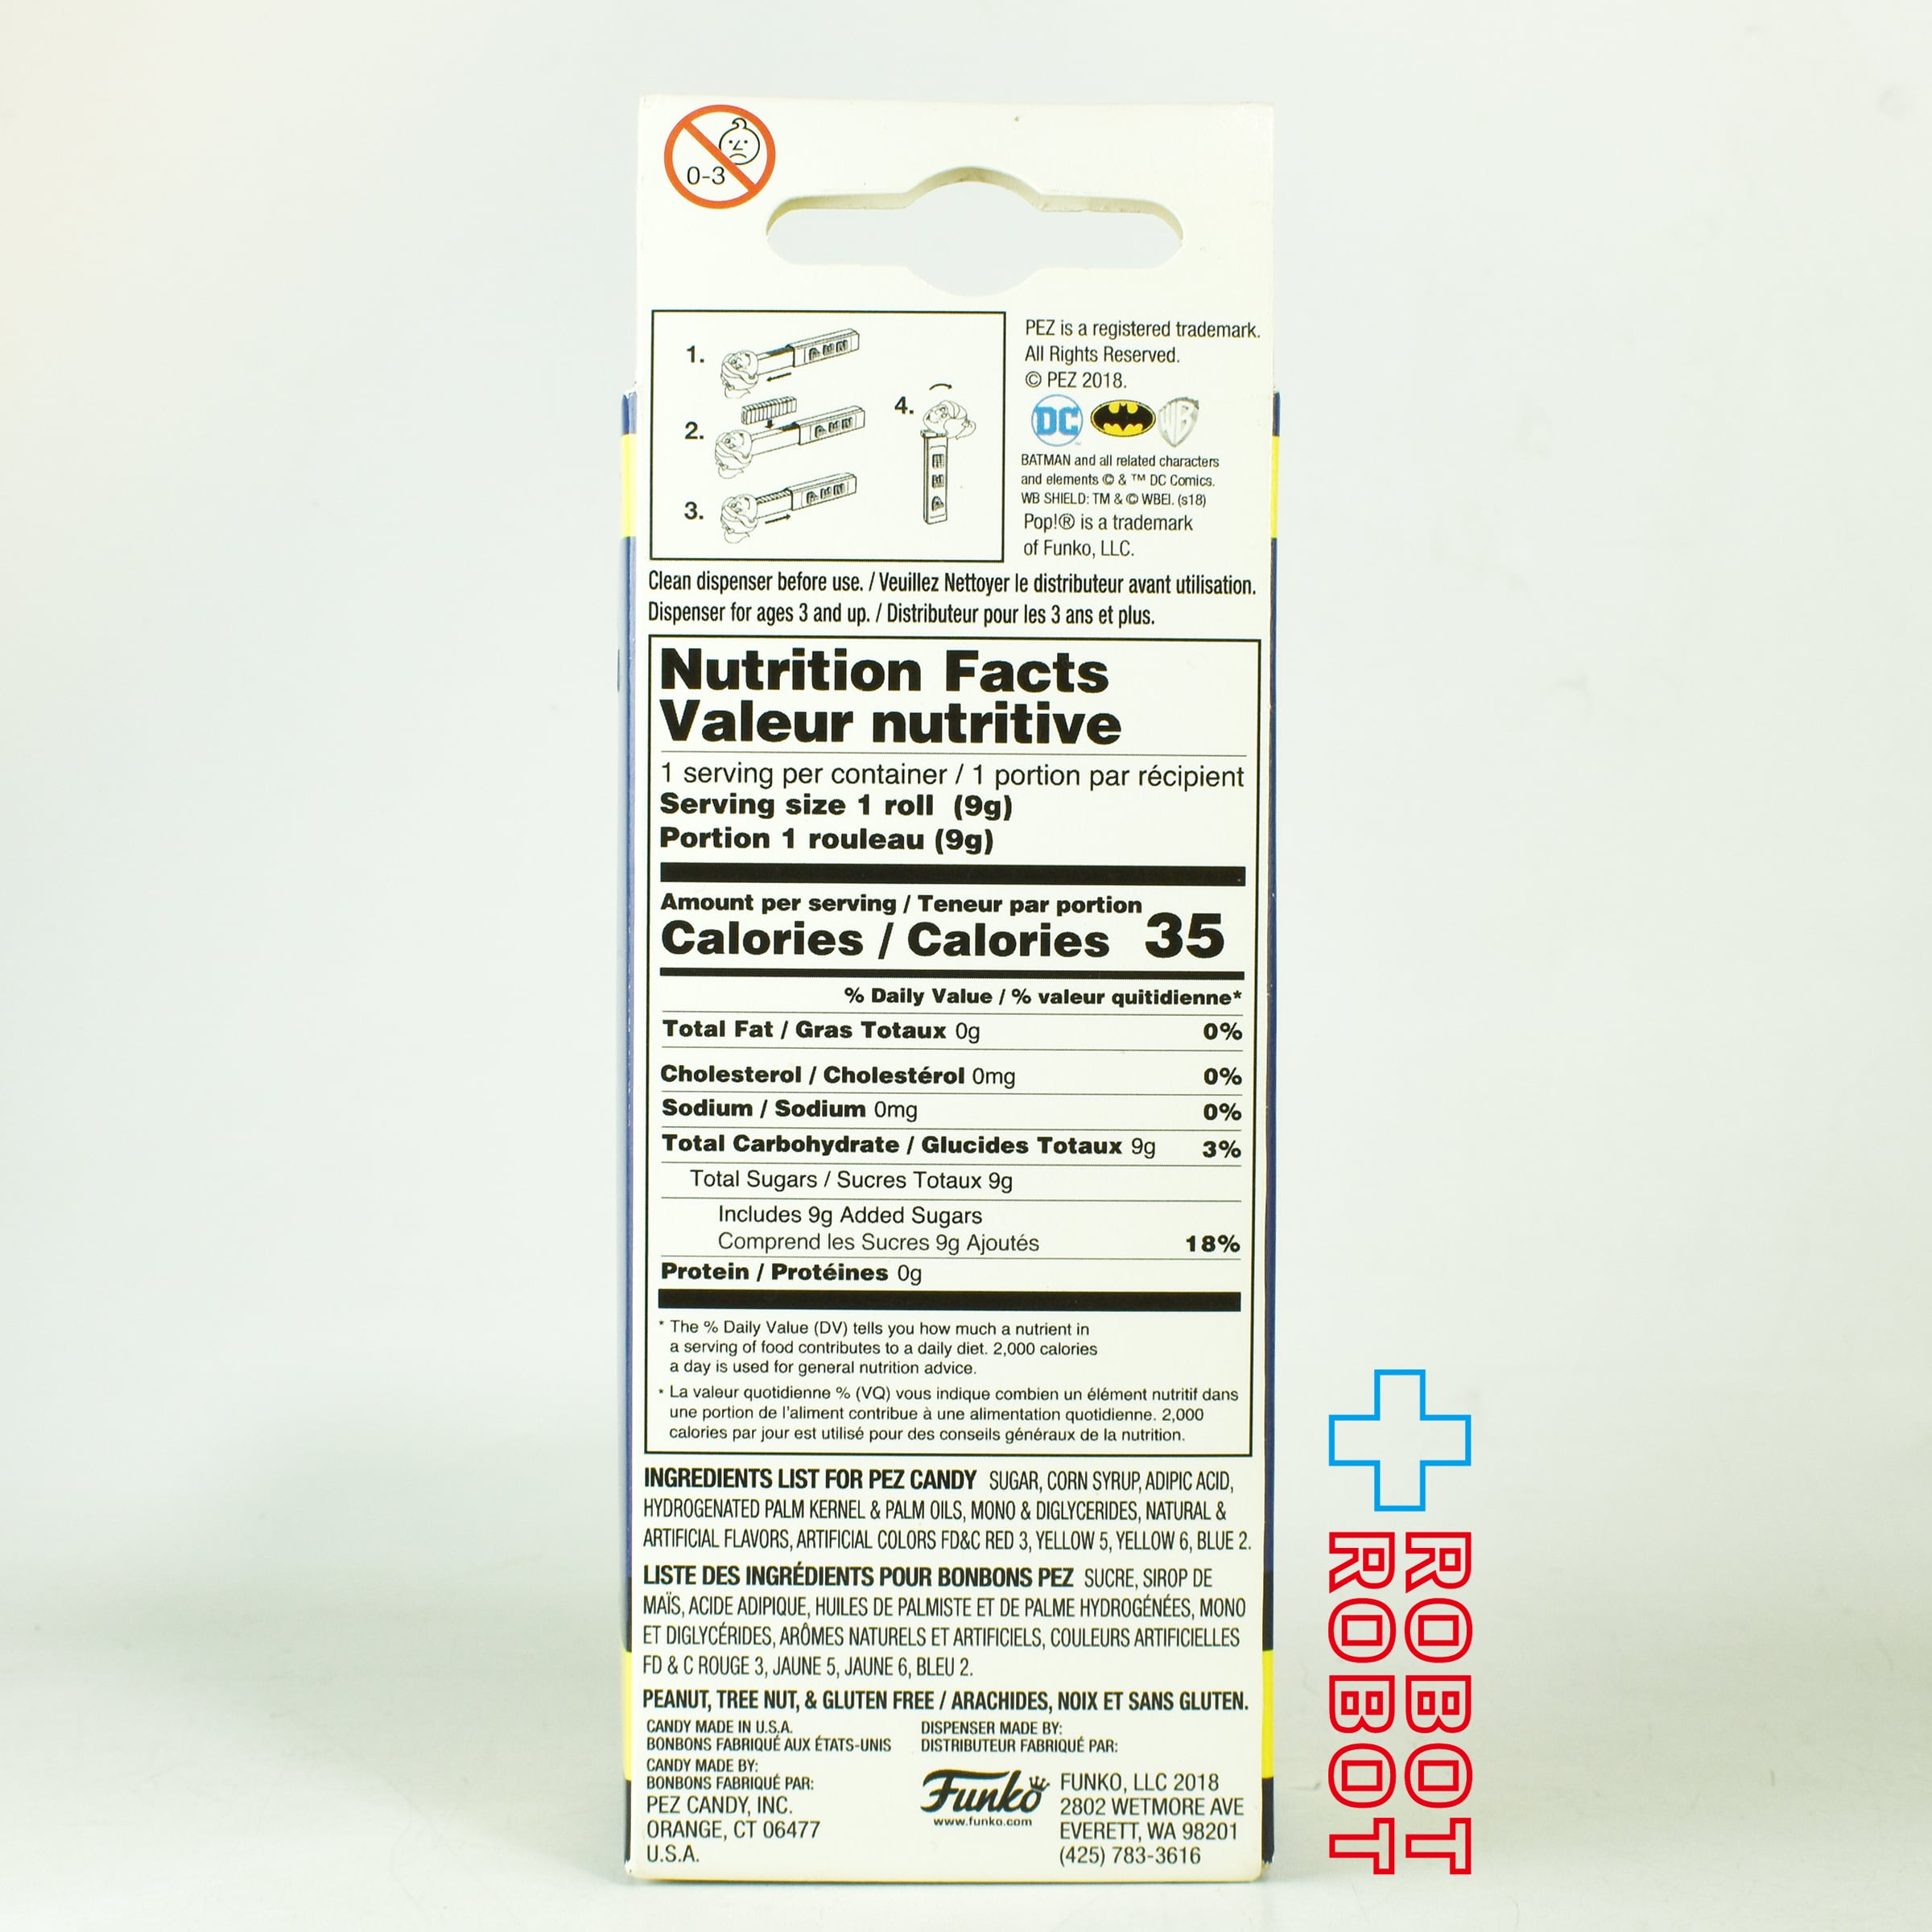 0-3
1.
2.
3.
4.
PEZ is a registered trademark.
All Rights Reserved.
© PEZ 2018.
DC
WB
BATMAN and all related characters
and elements © & ™ DC Comics.
WB SHIELD: TM & © WBEI. (s18)
Pop!® is a trademark
of Funko, LLC.
Clean dispenser before use. / Veuillez Nettoyer le distributeur avant utilisation.
Dispenser for ages 3 and up. / Distributeur pour les 3 ans et plus.
Nutrition Facts
Valeur nutritive
1 serving per container / 1 portion par récipient
Serving size 1 roll (9g)
Portion 1 rouleau (9g)
Amount per serving / Teneur par portion
Calories / Calories 35
% Daily Value / % valeur quitidienne*
Total Fat / Gras Totaux 0g 0%
Cholesterol / Cholestérol 0mg 0%
Sodium / Sodium 0mg 0%
Total Carbohydrate / Glucides Totaux 9g 3%
Total Sugars / Sucres Totaux 9g
Includes 9g Added Sugars
Comprend les Sucres 9g Ajoutés 18%
Protein / Protéines 0g
* The % Daily Value (DV) tells you how much a nutrient in
a serving of food contributes to a daily diet. 2,000 calories
a day is used for general nutrition advice.
* La valeur quotidienne % (VQ) vous indique combien un élément nutritif dans
une portion de l'aliment contribue à une alimentation quotidienne. 2,000
calories par jour est utilisé pour des conseils généraux de la nutrition.
INGREDIENTS LIST FOR PEZ CANDY SUGAR, CORN SYRUP, ADIPIC ACID,
HYDROGENATED PALM KERNEL & PALM OILS, MONO & DIGLYCERIDES, NATURAL &
ARTIFICIAL FLAVORS, ARTIFICIAL COLORS FD&C RED 3, YELLOW 5, YELLOW 6, BLUE 2.
LISTE DES INGRÉDIENTS POUR BONBONS PEZ SUCRE, SIROP DE
MAÏS, ACIDE ADIPIQUE, HUILES DE PALMISTE ET DE PALME HYDROGÉNÉES, MONO
ET DIGLYCÉRIDES, ARÔMES NATURELS ET ARTIFICIELS, COULEURS ARTIFICIELLES
FD & C ROUGE 3, JAUNE 5, JAUNE 6, BLEU 2.
PEANUT, TREE NUT, & GLUTEN FREE / ARACHIDES, NOIX ET SANS GLUTEN.
CANDY MADE IN U.S.A.
BONBONS FABRIQUÉ AUX ÉTATS-UNIS
CANDY MADE BY:
BONBONS FABRIQUÉ PAR:
PEZ CANDY, INC.
ORANGE, CT 06477
U.S.A.
DISPENSER MADE BY:
DISTRIBUTEUR FABRIQUÉ PAR:
Funko
www.funko.com
FUNKO, LLC 2018
2802 WETMORE AVE
EVERETT, WA 98201
(425) 783-3616
ROBOT
ROBOT